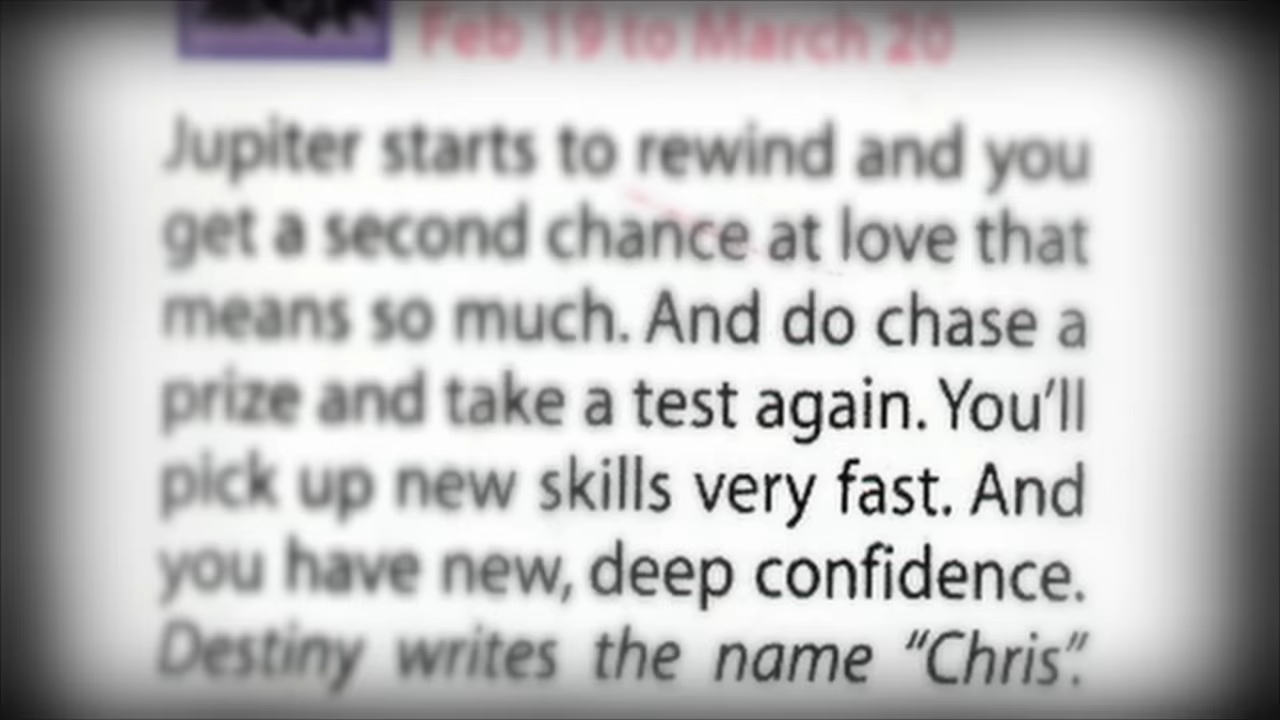 Feb 19 to March 20
Jupiter starts to rewind and you
get a second chance at love that
means so much. And do chase a
prize and take a test again. You'll
pick up new skills very fast. And
you have new, deep confidence.
Destiny writes the name “Chris”.